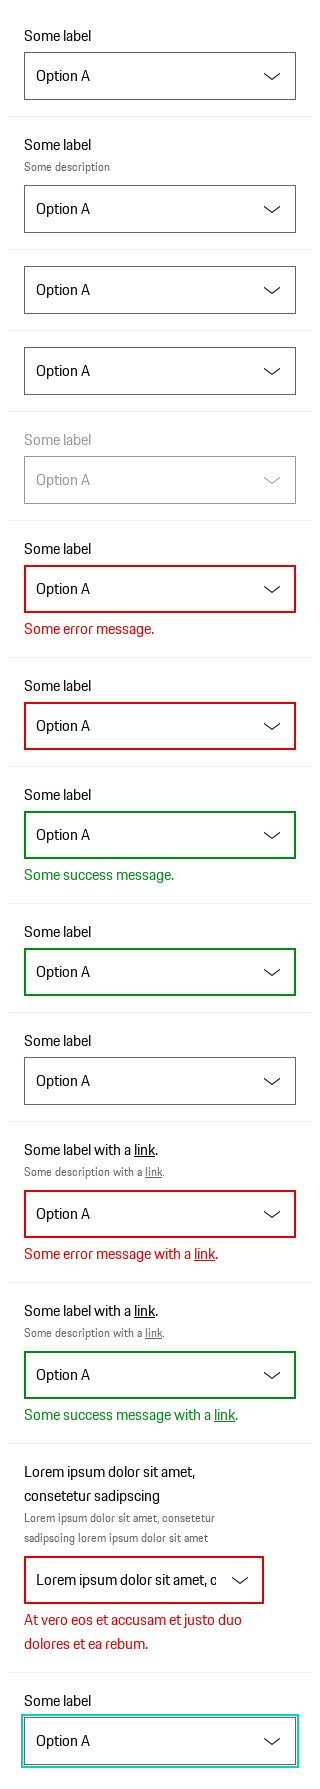 Some label
Option A
Some label
Some description
Option A
Option A
Option A
Some label
Option A
Some label
Option A
Some error message.
Some label
Option A
Some label
Option A
Some success message.
Some label
Option A
Some label
Option A
Some label with a link.
Some description with a link.
Option A
Some error message with a link.
Some label with a link.
Some description with a link.
Option A
Some success message with a link.
Lorem ipsum dolor sit amet,
consetetur sadipscing
Lorem ipsum dolor sit amet, consetetur
sadipscing lorem ipsum dolor sit amet
Lorem ipsum dolor sit amet, c
At vero eos et accusam et justo duo
dolores et ea rebum.
Some label
Option A